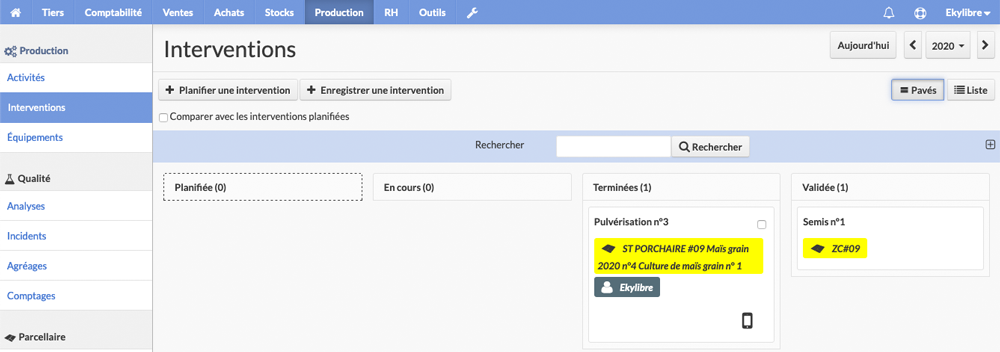 Tiers Comptabilité Ventes Achats Stocks Production RH Outils Ekylibre
Production
Activités
Interventions
Équipements
Qualité
Analyses
Incidents
Agréages
Comptages
Parcellaire
Interventions
Aujourd'hui 2020
Planifier une intervention Enregistrer une intervention Pavés Liste
Comparer avec les interventions planifiées
Rechercher Rechercher
Planifiée (0) En cours (0) Terminées (1) Validée (1)
Pulvérisation n°3
ST PORCHAIRE #09 Maïs grain
2020 n°4 Culture de maïs grain n° 1
Ekylibre
Semis n°1
ZC#09